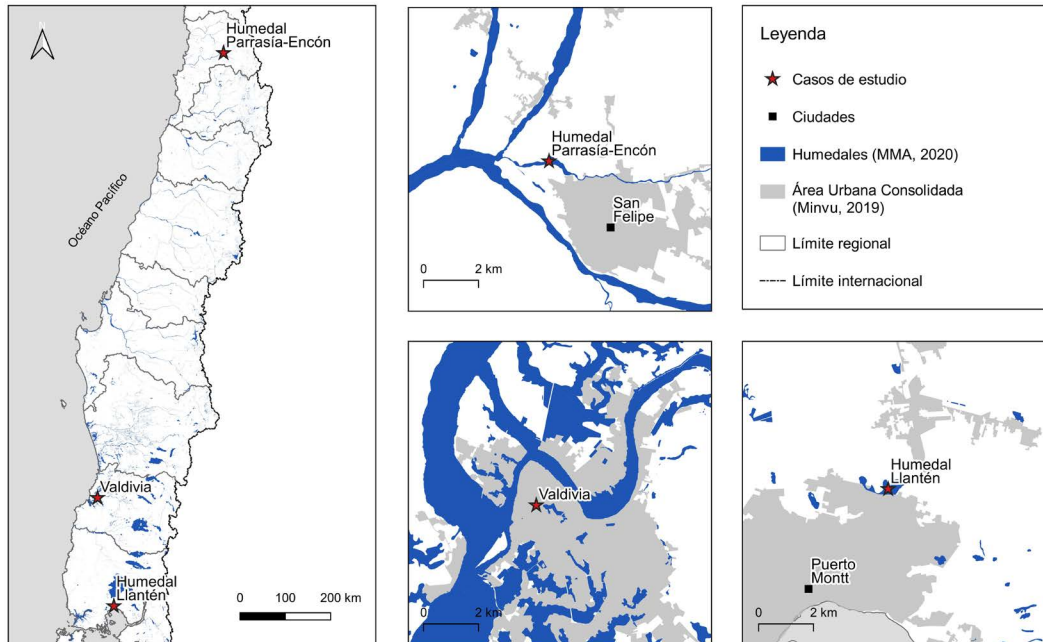 N
Humedal
Parrasía-Encón
Océano Pacífico
Valdivia
Humedal
Llantén
0 100 200 km
Humedal
Parrasía-Encón
San
Felipe
0 2 km
Leyenda
Casos de estudio
Ciudades
Humedales (MMA, 2020)
Área Urbana Consolidada
(Minvu, 2019)
Límite regional
Límite internacional
Valdivia
0 2 km
Humedal
Llantén
Puerto
Montt
0 2 km